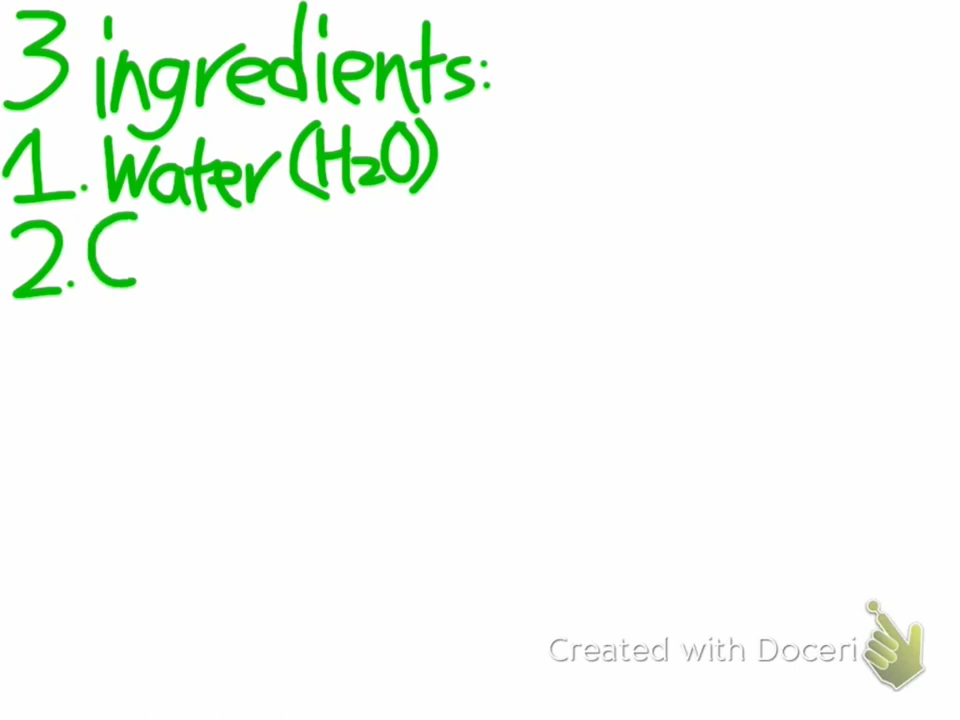 3 ingredients:
1. Water (H2O)
2. C
Created with Doceri